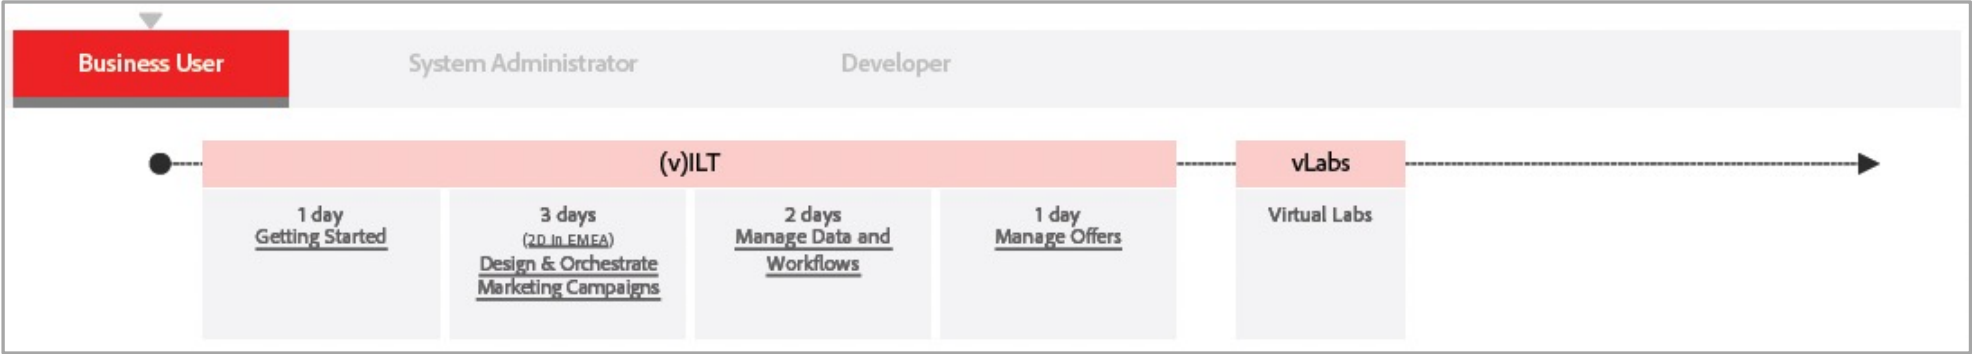 Business User
System Administrator
Developer
(v)ILT
vLabs
1 day
Getting Started
3 days
(2D In EMEA)
Design & Orchestrate
Marketing Campaigns
2 days
Manage Data and
Workflows
1 day
Manage Offers
Virtual Labs